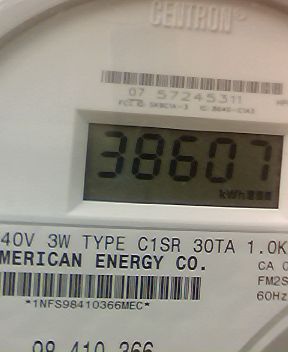 CENTRON®
07 57245311
38607
kWh
40V 3W TYPE C1SR 30TA 1.0K
MERICAN ENERGY CO.
CA 0
FM2S
60Hz
*1NFS98410366MEC*
98 410 366